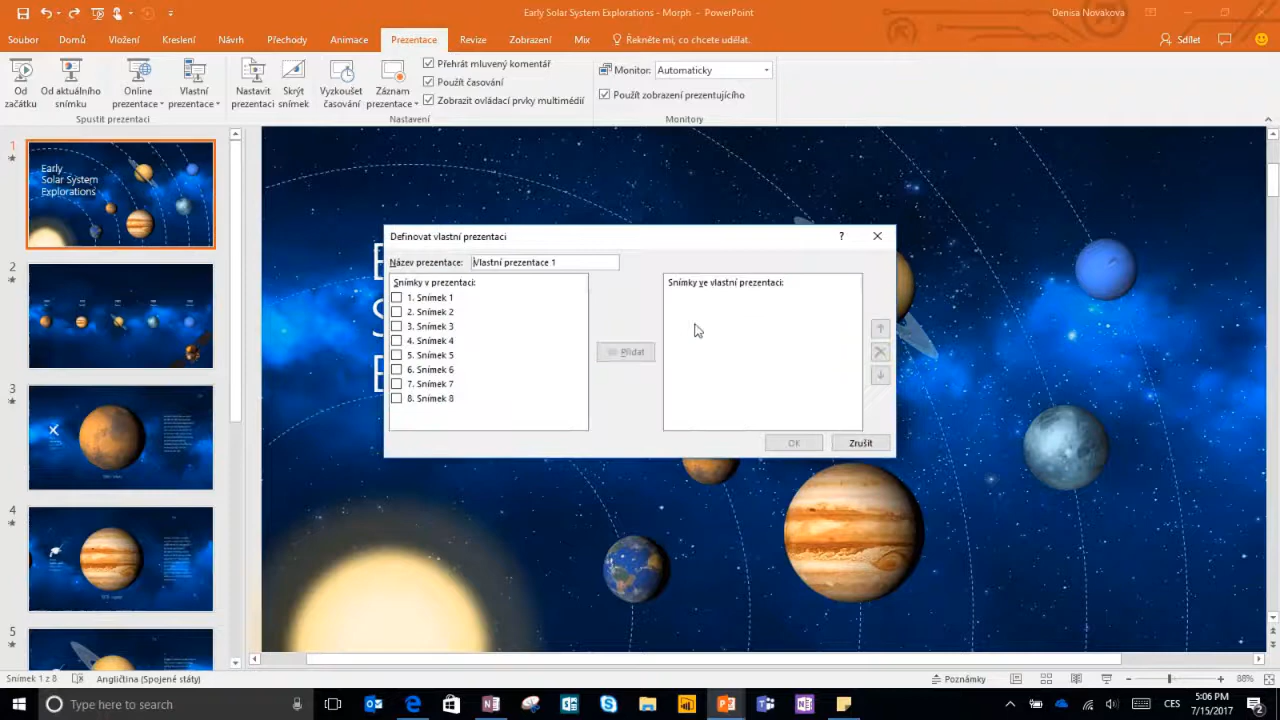 Early Solar System Explorations - Morph – PowerPoint
Denisa Novakova
Soubor
Domů
Vložení
Kreslení
Návrh
Přechody
Animace
Prezentace
Revize
Zobrazení
Mix
Řekněte mi, co chcete udělat.
Sdílet
Od začátku
Od aktuálního snímku
Online prezentace
Vlastní prezentace
Spustit prezentaci
Nastavit prezentaci
Skrýt snímek
Vyzkoušet časování
Záznam prezentace
Přehrát mluvený komentář
Použít časování
Zobrazit ovládací prvky multimédií
Nastavení
Monitor:
Automaticky
Použít zobrazení prezentujícího
Monitory
1
Early
Solar System
Explorations
2
3
4
5
E
S
E
Definovat vlastní prezentaci
?
Název prezentace:
Vlastní prezentace 1
Snímky v prezentaci:
1. Snímek 1
2. Snímek 2
3. Snímek 3
4. Snímek 4
5. Snímek 5
6. Snímek 6
7. Snímek 7
8. Snímek 8
Přidat
Snímky ve vlastní prezentaci:
OK
Zrušit
Snímek 1 z 8
Angličtina (Spojené státy)
Poznámky
88%
Type here to search
CES
5:06 PM
7/15/2017
2